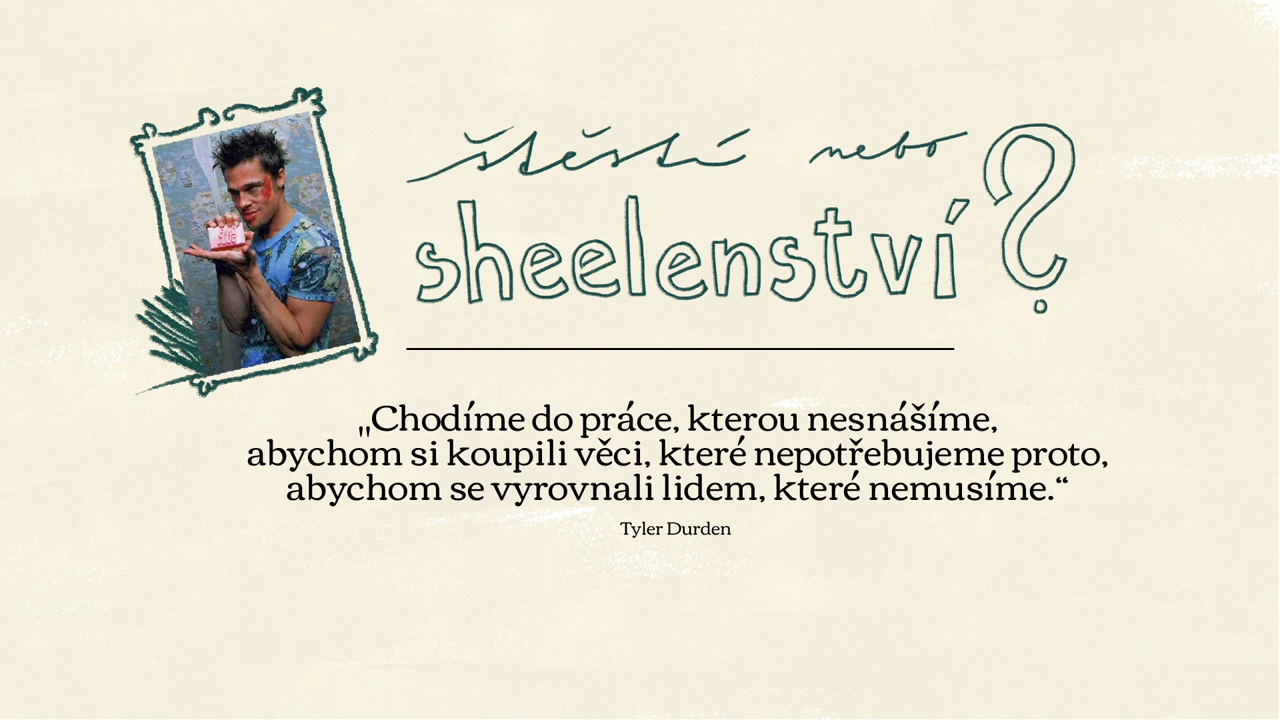 štěstí nebo
sheelenství?
„Chodíme do práce, kterou nesnášíme,
abychom si koupili věci, které nepotřebujeme proto,
abychom se vyrovnali lidem, které nemusíme.“
Tyler Durden